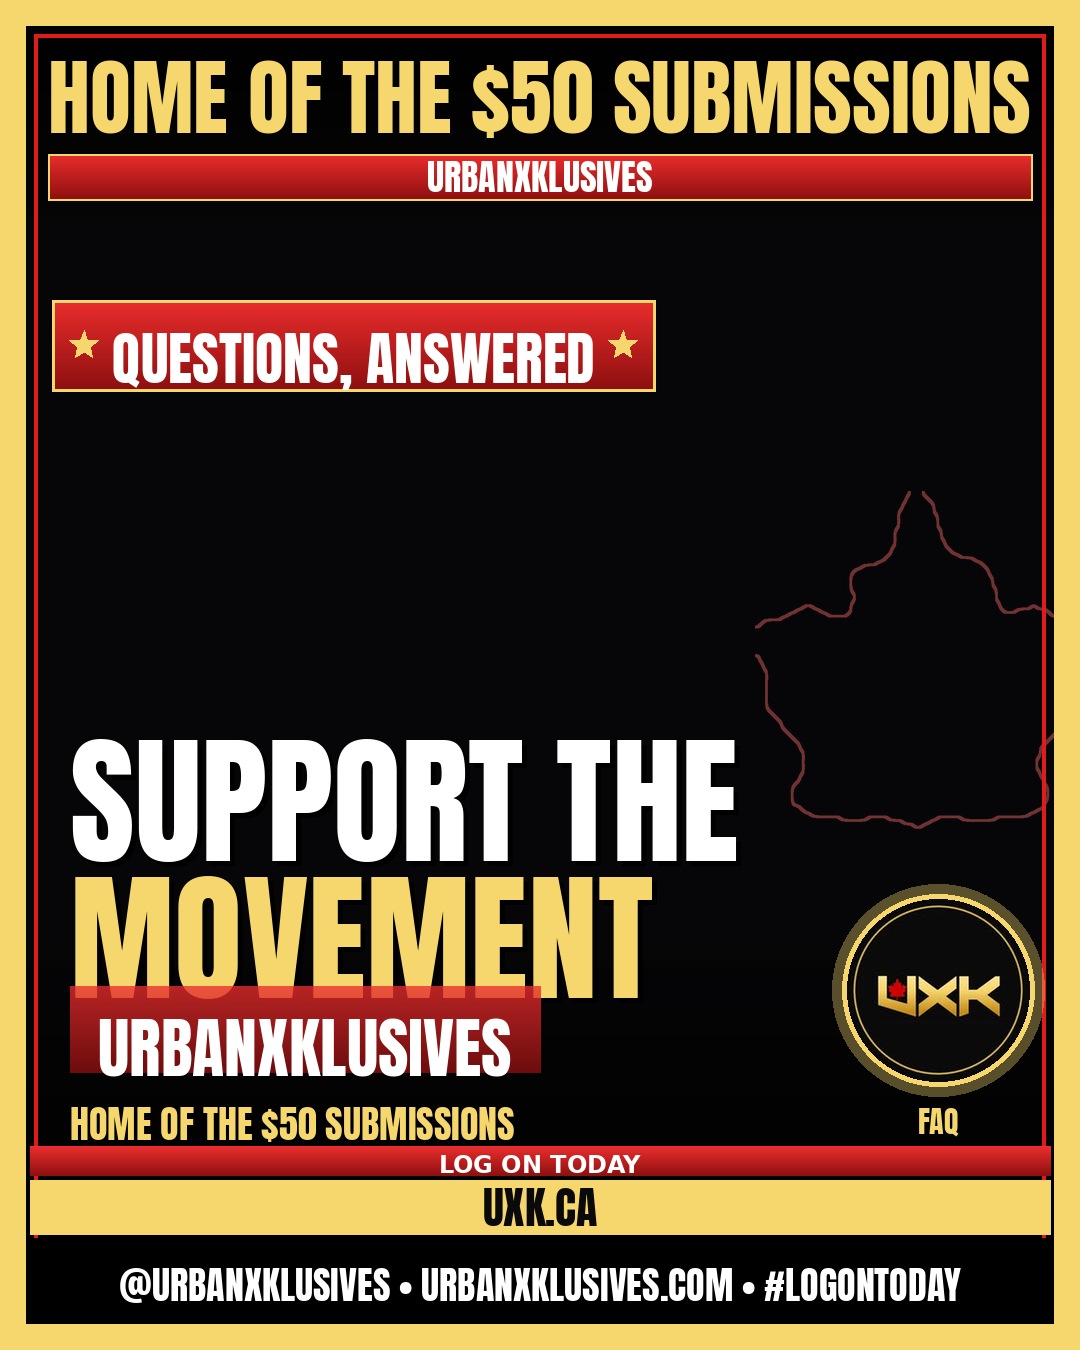 HOME OF THE $50 SUBMISSIONS
URBANXKLUSIVES
QUESTIONS, ANSWERED
SUPPORT THE
MOVEMENT
URBANXKLUSIVES
UXK
HOME OF THE $50 SUBMISSIONS
FAQ
LOG ON TODAY
UXK.CA
@URBANXKLUSIVES • URBANXKLUSIVES.COM • #LOGONTODAY